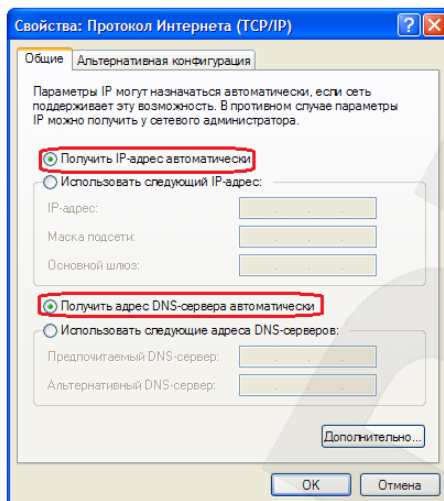 Свойства: Протокол Интернета (TCP/IP)
Общие
Альтернативная конфигурация
Параметры IP могут назначаться автоматически, если сеть
поддерживает эту возможность. В противном случае параметры
IP можно получить у сетевого администратора.
Получить IP-адрес автоматически
Использовать следующий IP-адрес:
IP-адрес:
Маска подсети:
Основной шлюз:
Получить адрес DNS-сервера автоматически
Использовать следующие адреса DNS-серверов:
Предпочитаемый DNS-сервер:
Альтернативный DNS-сервер:
Дополнительно...
OK
Отмена